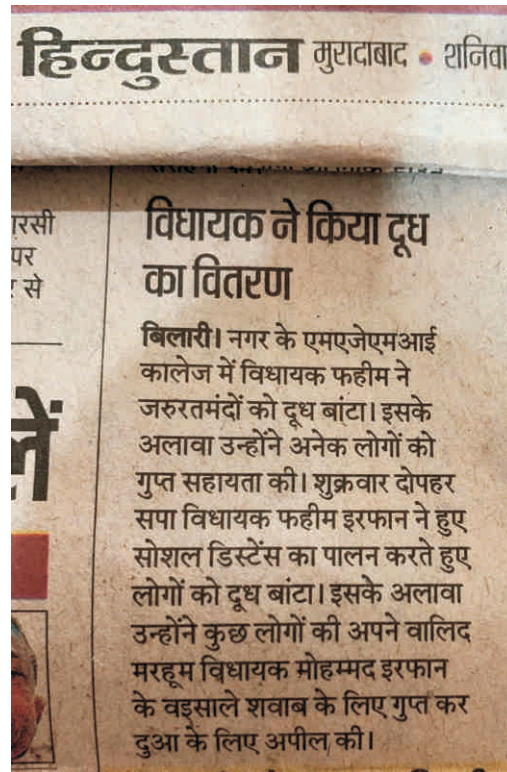 हिन्दुस्तान मुरादाबाद • शनिवा
रसी
पर
से
लें
विधायक ने किया दूध
का वितरण
बिलारी। नगर के एमएजेएमआई
कालेज में विधायक फहीम ने
जरुरतमंदों को दूध बांटा। इसके
अलावा उन्होंने अनेक लोगों को
गुप्त सहायता की। शुक्रवार दोपहर
सपा विधायक फहीम इरफान ने हुए
सोशल डिस्टेंस का पालन करते हुए
लोगों को दूध बांटा। इसके अलावा
उन्होंने कुछ लोगों की अपने वालिद
मरहूम विधायक मोहम्मद इरफान
के वइसाले शवाब के लिए गुप्त कर
दुआ के लिए अपील की।